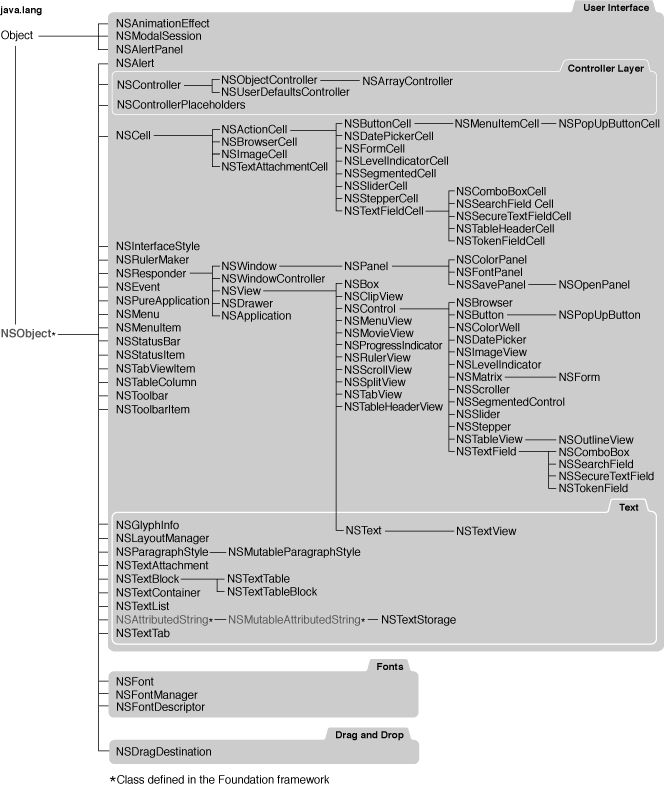 java.lang
User Interface
Object
NSAnimationEffect
NSModalSession
NSAlertPanel
NSAlert
Controller Layer
NSController
NSObjectController
NSArrayController
NSUserDefaultsController
NSControllerPlaceholders
NSCell
NSActionCell
NSBrowserCell
NSImageCell
NSTextAttachmentCell
NSButtonCell
NSMenuItemCell
NSPopUpButtonCell
NSDatePickerCell
NSFormCell
NSLevelIndicatorCell
NSSegmentedCell
NSSliderCell
NSStepperCell
NSTextFieldCell
NSComboBoxCell
NSSearchField Cell
NSSecureTextFieldCell
NSTableHeaderCell
NSTokenFieldCell
NSInterfaceStyle
NSRulerMaker
NSResponder
NSEvent
NSPureApplication
NSMenu
NSMenuItem
NSStatusBar
NSStatusItem
NSTabViewItem
NSTableColumn
NSToolbar
NSToolbarItem
NSObject*
NSWindow
NSWindowController
NSView
NSDrawer
NSApplication
NSPanel
NSColorPanel
NSFontPanel
NSSavePanel
NSOpenPanel
NSBox
NSClipView
NSControl
NSMenuView
NSMovieView
NSProgressIndicator
NSRulerView
NSScrollView
NSSplitView
NSTabView
NSTableHeaderView
NSBrowser
NSButton
NSPopUpButton
NSColorWell
NSDatePicker
NSImageView
NSLevelIndicator
NSMatrix
NSForm
NSScroller
NSSegmentedControl
NSSlider
NSStepper
NSTableView
NSOutlineView
NSTextField
NSComboBox
NSSearchField
NSSecureTextField
NSTokenField
Text
NSGlyphInfo
NSText
NSTextView
NSLayoutManager
NSParagraphStyle
NSMutableParagraphStyle
NSTextAttachment
NSTextBlock
NSTextTable
NSTextTableBlock
NSTextContainer
NSTextList
NSAttributedString*
NSMutableAttributedString*
NSTextStorage
NSTextTab
Fonts
NSFont
NSFontManager
NSFontDescriptor
Drag and Drop
NSDragDestination
*Class defined in the Foundation framework